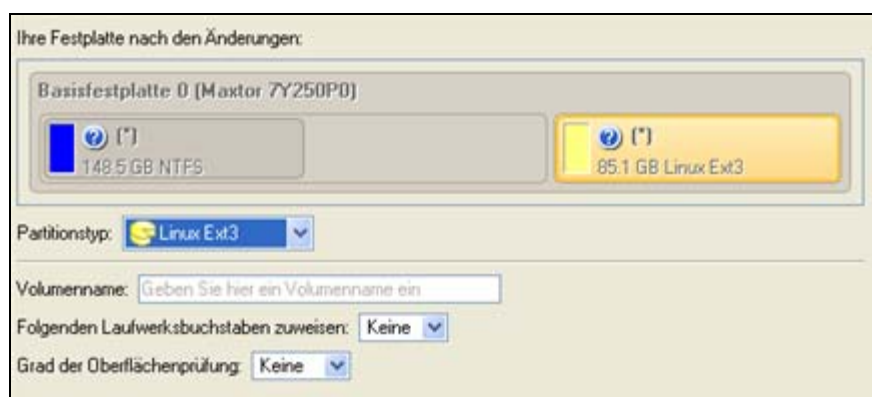 Ihre Festplatte nach den Änderungen:
Basisfestplatte 0 (Maxtor 7Y250P0)
(*)
148.5 GB NTFS
(*)
85.1 GB Linux Ext3
Partitionstyp: Linux Ext3
Volumenname: Geben Sie hier ein Volumenname ein
Folgenden Laufwerksbuchstaben zuweisen: Keine
Grad der Oberflächenprüfung: Keine